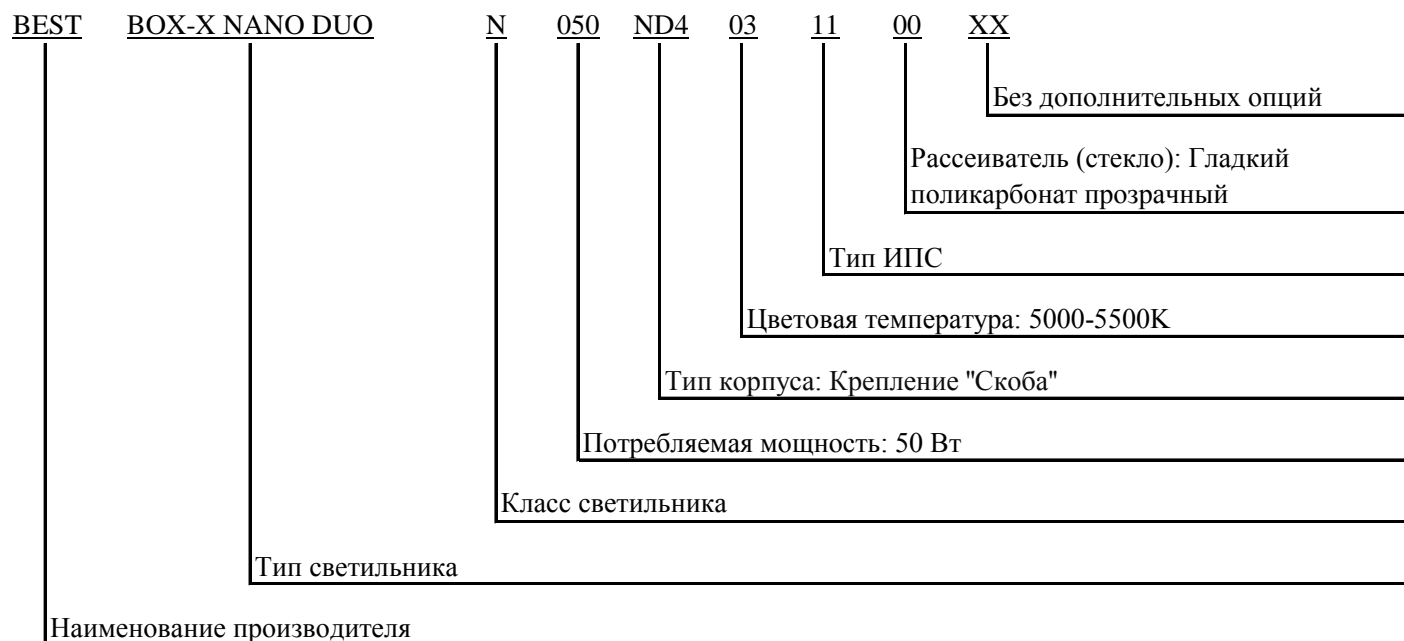 BEST BOX-X NANO DUO N 050 ND4 03 11 00 XX
Без дополнительных опций
Рассеиватель (стекло): Гладкий
поликарбонат прозрачный
Тип ИПС
Цветовая температура: 5000-5500К
Тип корпуса: Крепление "Скоба"
Потребляемая мощность: 50 Вт
Класс светильника
Тип светильника
Наименование производителя